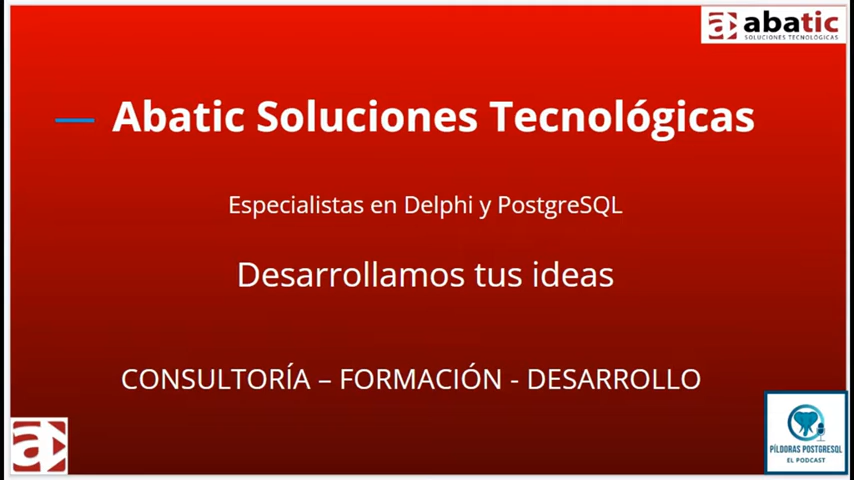 abatic
SOLUCIONES TECNOLÓGICAS
Abatic Soluciones Tecnológicas
Especialistas en Delphi y PostgreSQL
Desarrollamos tus ideas
CONSULTORÍA – FORMACIÓN - DESARROLLO
PÍLDORAS POSTGRESQL
EL PODCAST